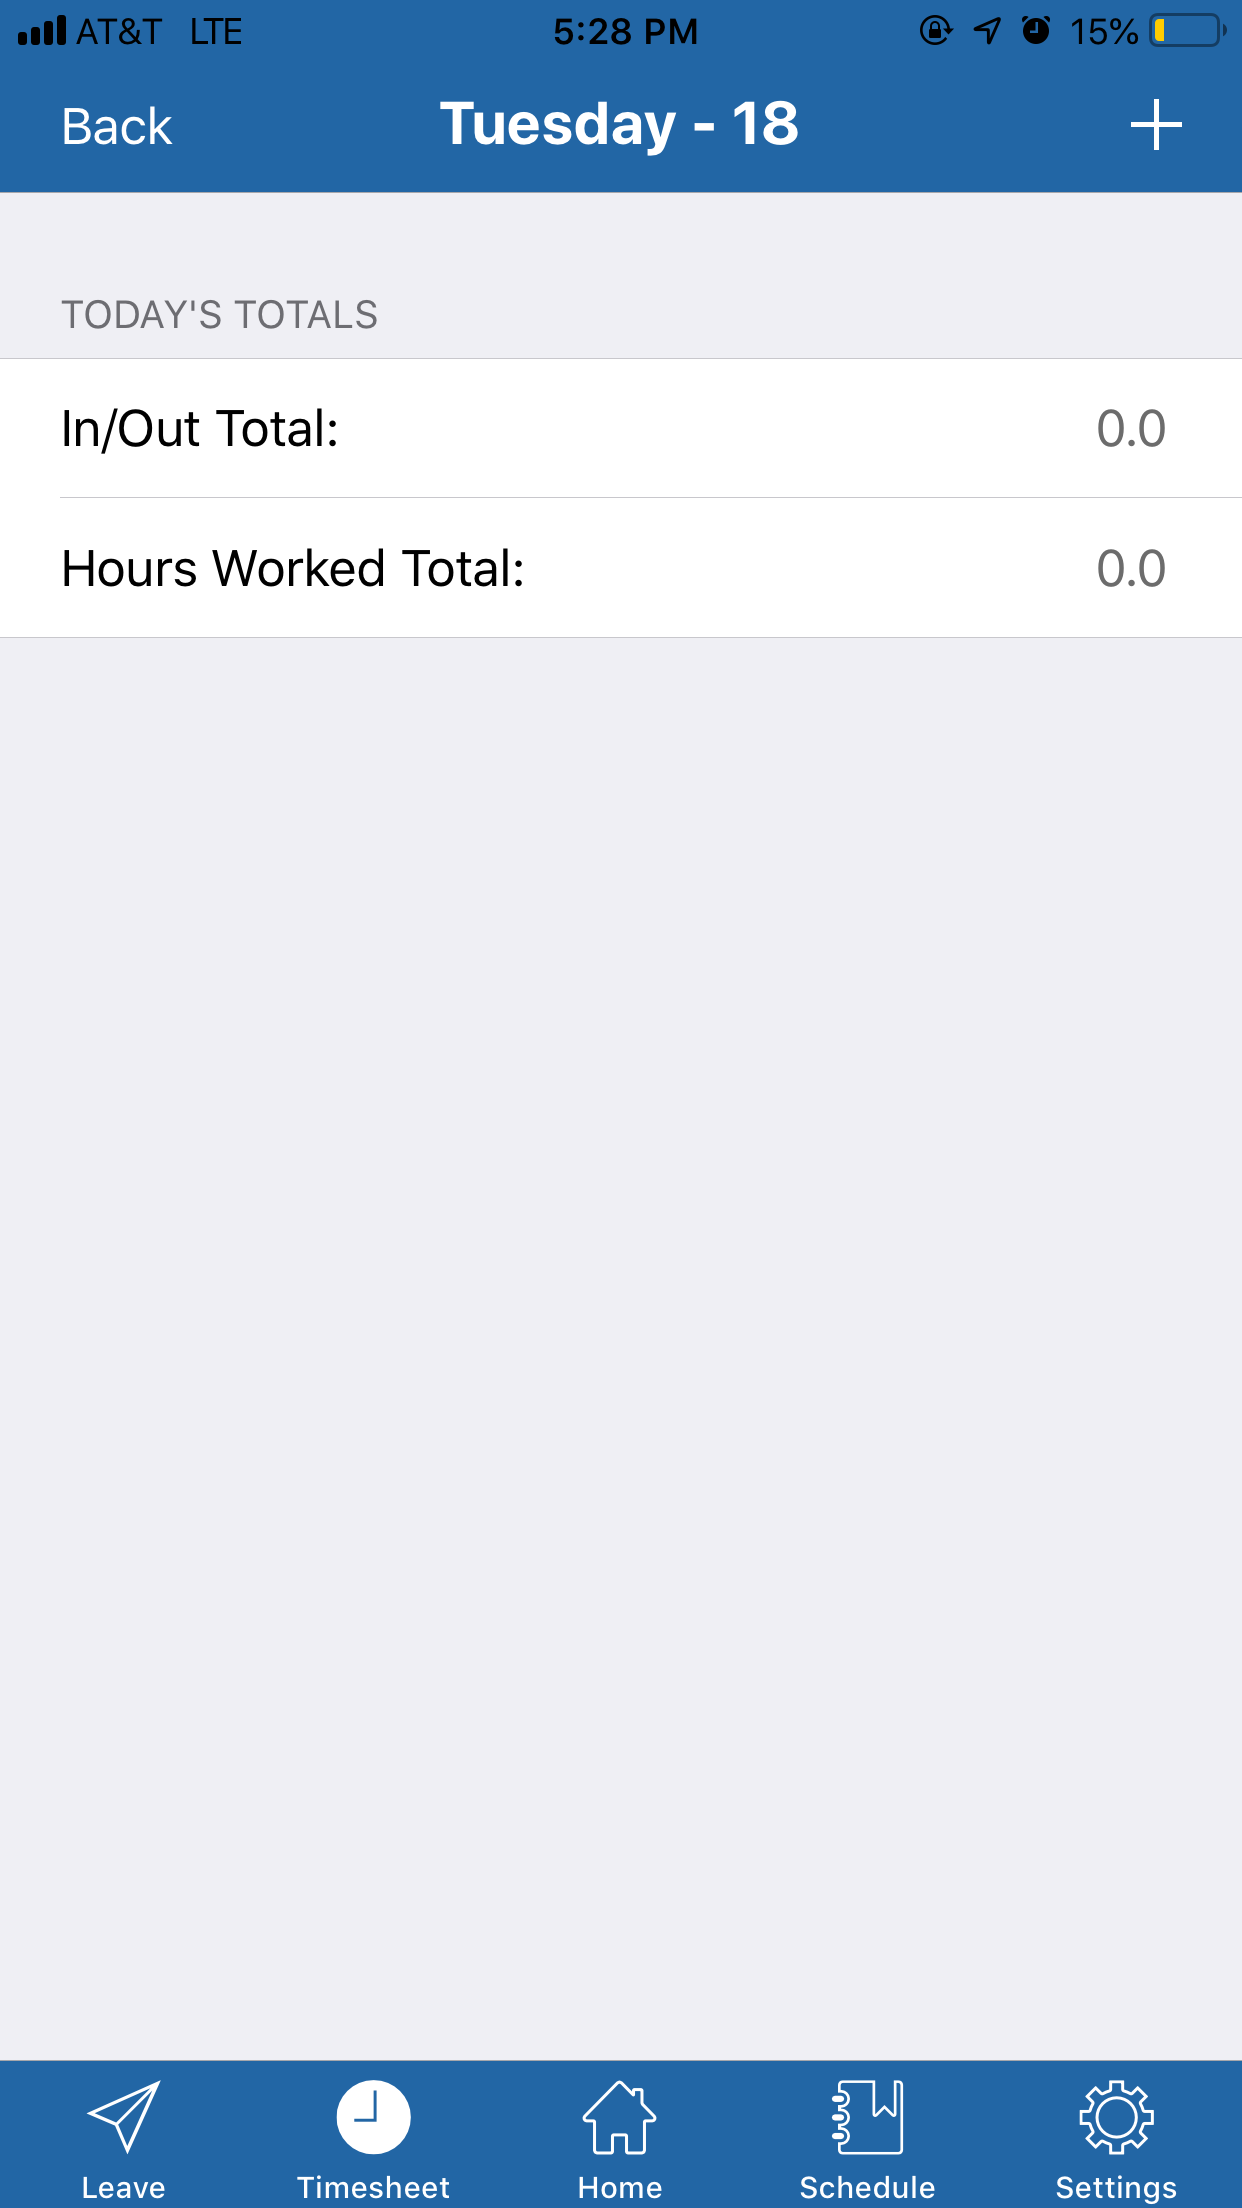 AT&T LTE 5:28 PM 15%
Back Tuesday - 18 +
TODAY'S TOTALS
In/Out Total: 0.0
Hours Worked Total: 0.0
Leave Timesheet Home Schedule Settings